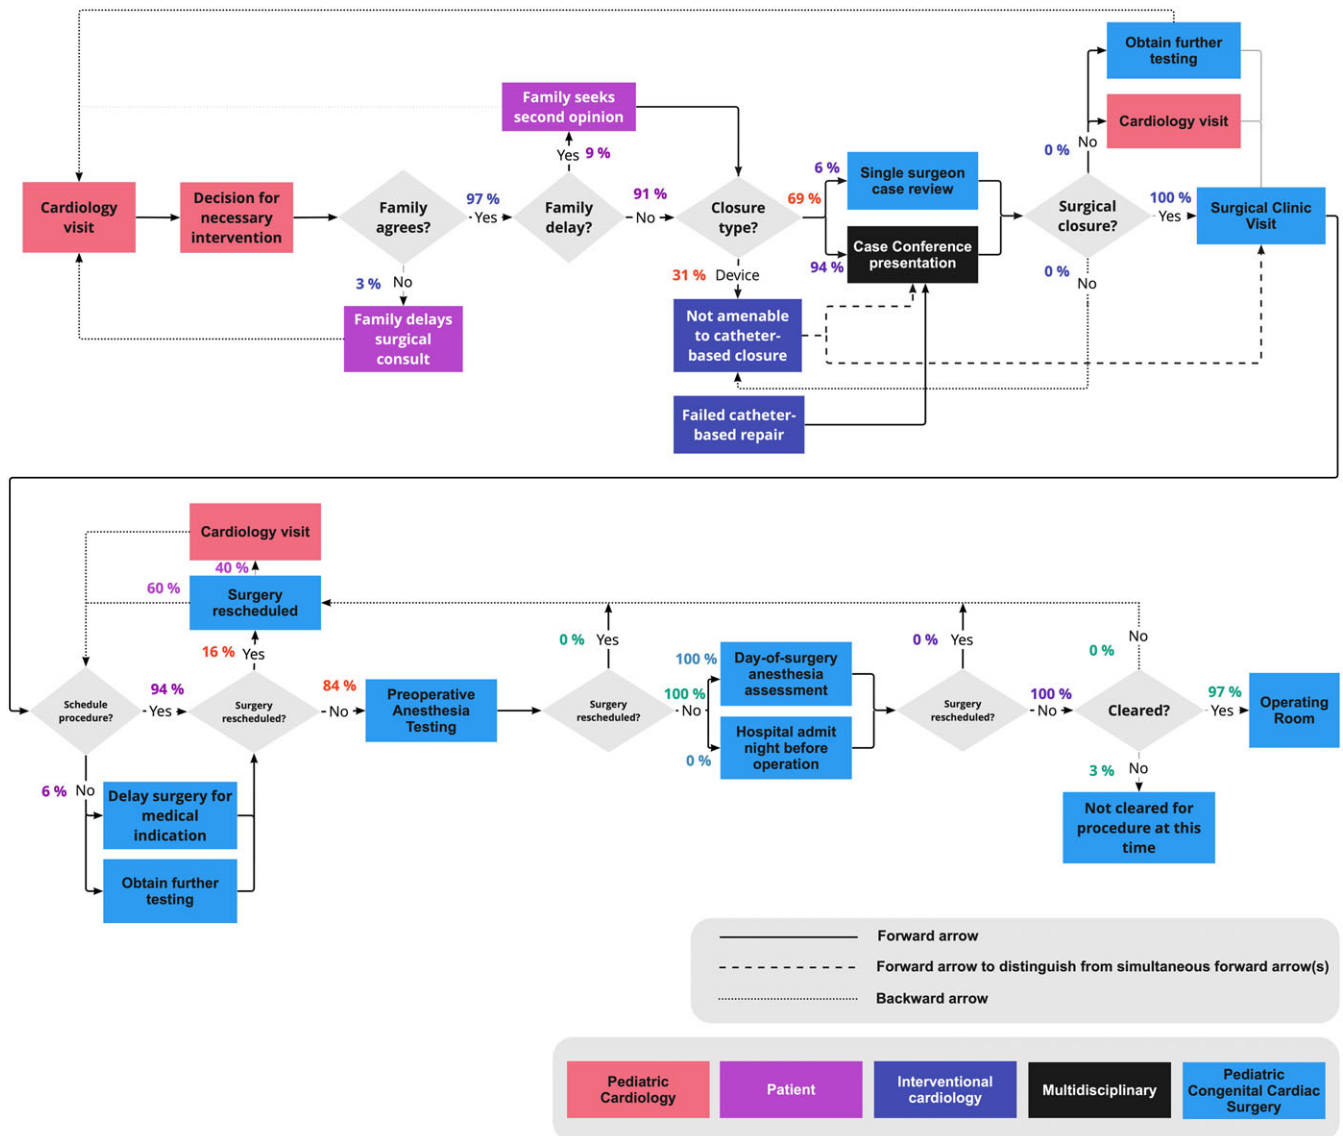 Obtain further
testing
Cardiology visit
Family seeks
second opinion
Yes 9 %
No
0 %
Cardiology
visit
Decision for
necessary
intervention
Family
agrees?
97 %
Yes
Family
delay?
91 %
No
Closure
type?
69 %
6 %
Single surgeon
case review
94 %
Case Conference
presentation
Surgical
closure?
100 %
Yes
Surgical Clinic
Visit
0 %
No
3 % No
Family delays
surgical
consult
31 % Device
Not amenable
to catheter-
based closure
Failed catheter-
based repair
Cardiology visit
40 %
60 %
Surgery
rescheduled
16 % Yes
Schedule
procedure?
94 %
Yes
Surgery
rescheduled?
84 %
No
Preoperative
Anesthesia
Testing
0 % Yes
Surgery
rescheduled?
100 %
No
100 %
Day-of-surgery
anesthesia
assessment
0 %
Hospital admit
night before
operation
0 % Yes
Surgery
rescheduled?
100 %
No
No
0 %
Cleared?
97 %
Yes
Operating
Room
3 % No
Not cleared for
procedure at this
time
6 % No
Delay surgery for
medical
indication
Obtain further
testing
Forward arrow
Forward arrow to distinguish from simultaneous forward arrow(s)
Backward arrow
Pediatric
Cardiology
Patient
Interventional
cardiology
Multidisciplinary
Pediatric
Congenital Cardiac
Surgery